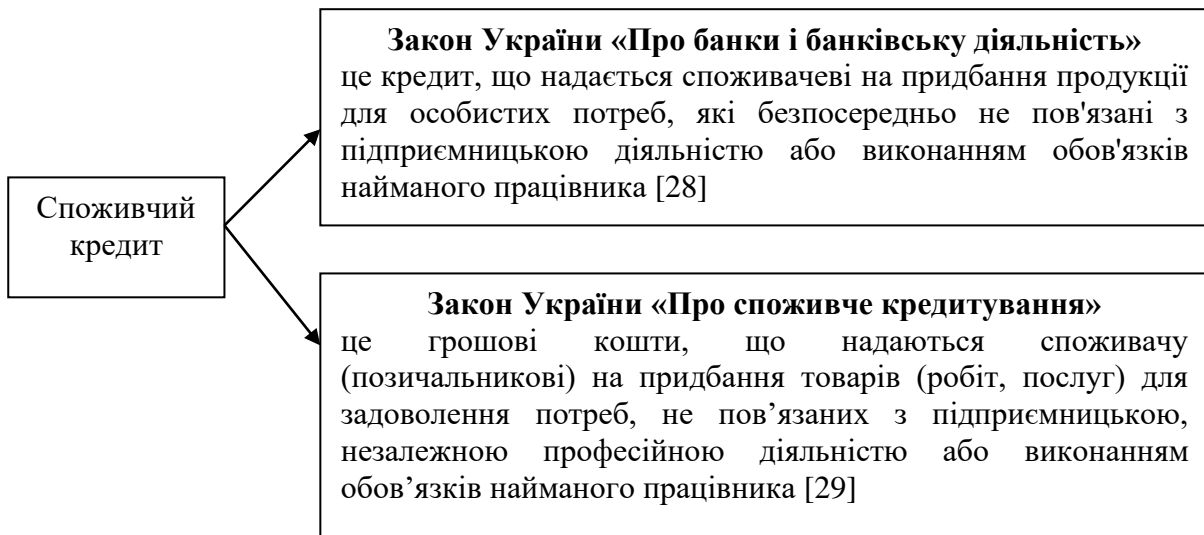 Закон України «Про банки і банківську діяльність»
це кредит, що надається споживачеві на придбання продукції
для особистих потреб, які безпосередньо не пов'язані з
підприємницькою діяльністю або виконанням обов'язків
найманого працівника [28]
Споживчий
кредит
Закон України «Про споживче кредитування»
це грошові кошти, що надаються споживачу
(позичальникові) на придбання товарів (робіт, послуг) для
задоволення потреб, не пов’язаних з підприємницькою,
незалежною професійною діяльністю або виконанням
обов’язків найманого працівника [29]